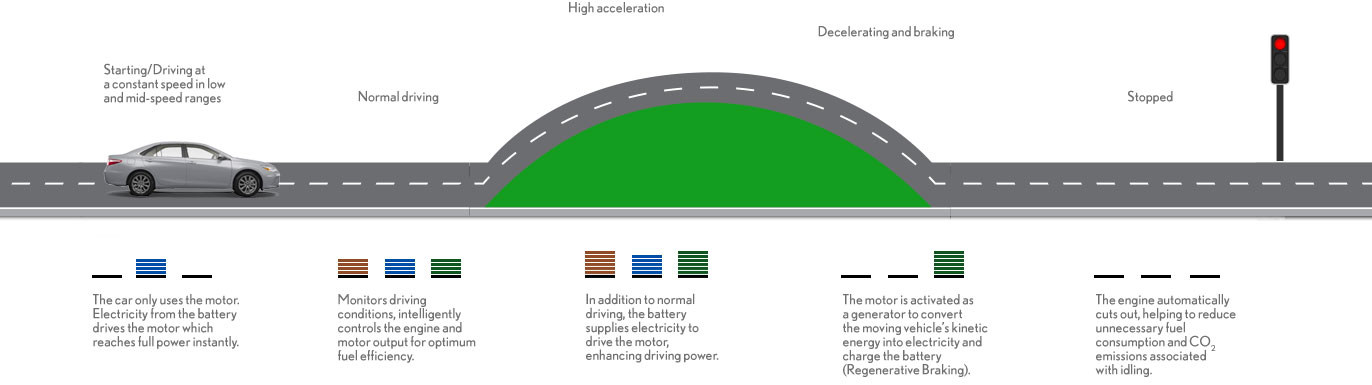 High acceleration
Decelerating and braking
Starting/Driving at
a constant speed in low
and mid-speed ranges
Normal driving
Stopped
The car only uses the motor.
Electricity from the battery
drives the motor which
reaches full power instantly.
Monitors driving
conditions, intelligently
controls the engine and
motor output for optimum
fuel efficiency.
In addition to normal
driving, the battery
supplies electricity to
drive the motor,
enhancing driving power.
The motor is activated as
a generator to convert
the moving vehicle's kinetic
energy into electricity and
charge the battery
(Regenerative Braking).
The engine automatically
cuts out, helping to reduce
unnecessary fuel
consumption and CO2
emissions associated
with idling.